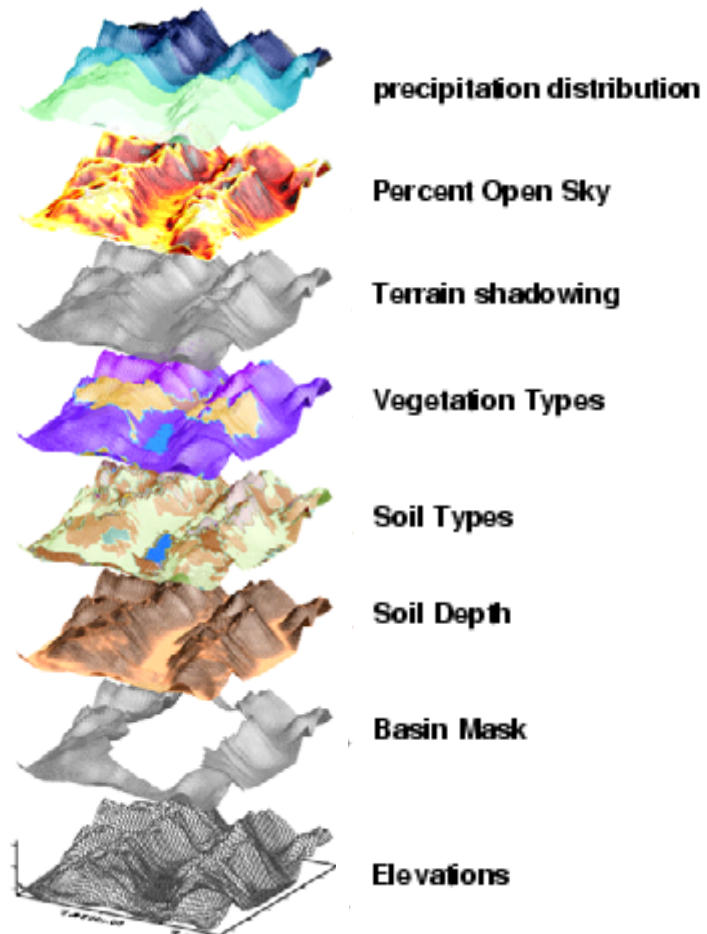 precipitation distribution
Percent Open Sky
Terrain shadowing
Vegetation Types
Soil Types
Soil Depth
Basin Mask
Elevations